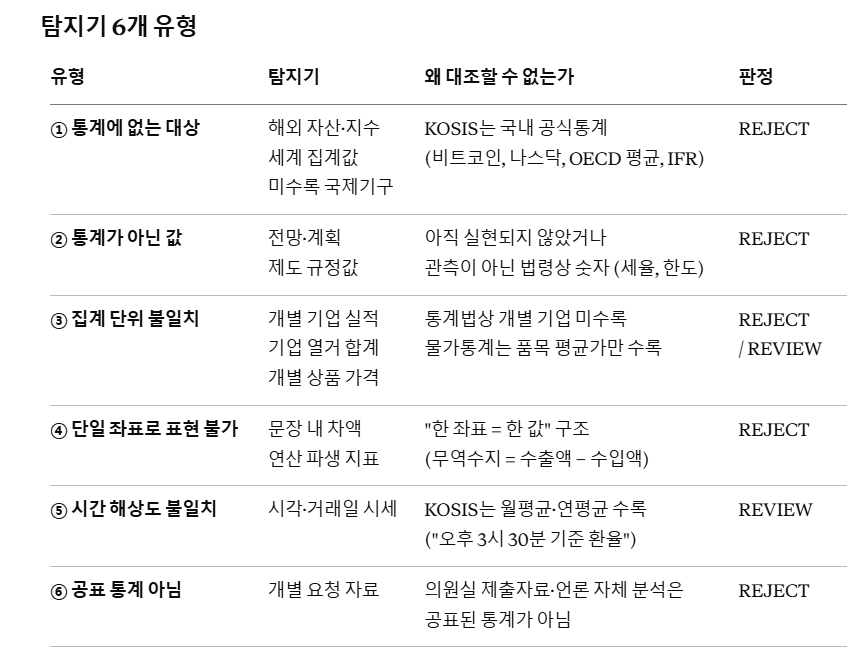 탐지기 6개 유형
유형 탐지기 왜 대조할 수 없는가 판정
① 통계에 없는 대상 해외 자산·지수 KOSIS는 국내 공식통계 REJECT
세계 집계값 (비트코인, 나스닥, OECD 평균, IFR)
미수록 국제기구
② 통계가 아닌 값 전망·계획 아직 실현되지 않았거나 REJECT
제도 규정값 관측이 아닌 법령상 숫자 (세율, 한도)
③ 집계 단위 불일치 개별 기업 실적 통계법상 개별 기업 미수록 REJECT
기업 열거 합계 물가통계는 품목 평균가만 수록 / REVIEW
개별 상품 가격
④ 단일 좌표로 표현 불가 문장 내 차액 "한 좌표 = 한 값" 구조 REJECT
연산 파생 지표 (무역수지 = 수출액 − 수입액)
⑤ 시간 해상도 불일치 시각·거래일 시세 KOSIS는 월평균·연평균 수록 REVIEW
("오후 3시 30분 기준 환율")
⑥ 공표 통계 아님 개별 요청 자료 의원실 제출자료·언론 자체 분석은 REJECT
공표된 통계가 아님